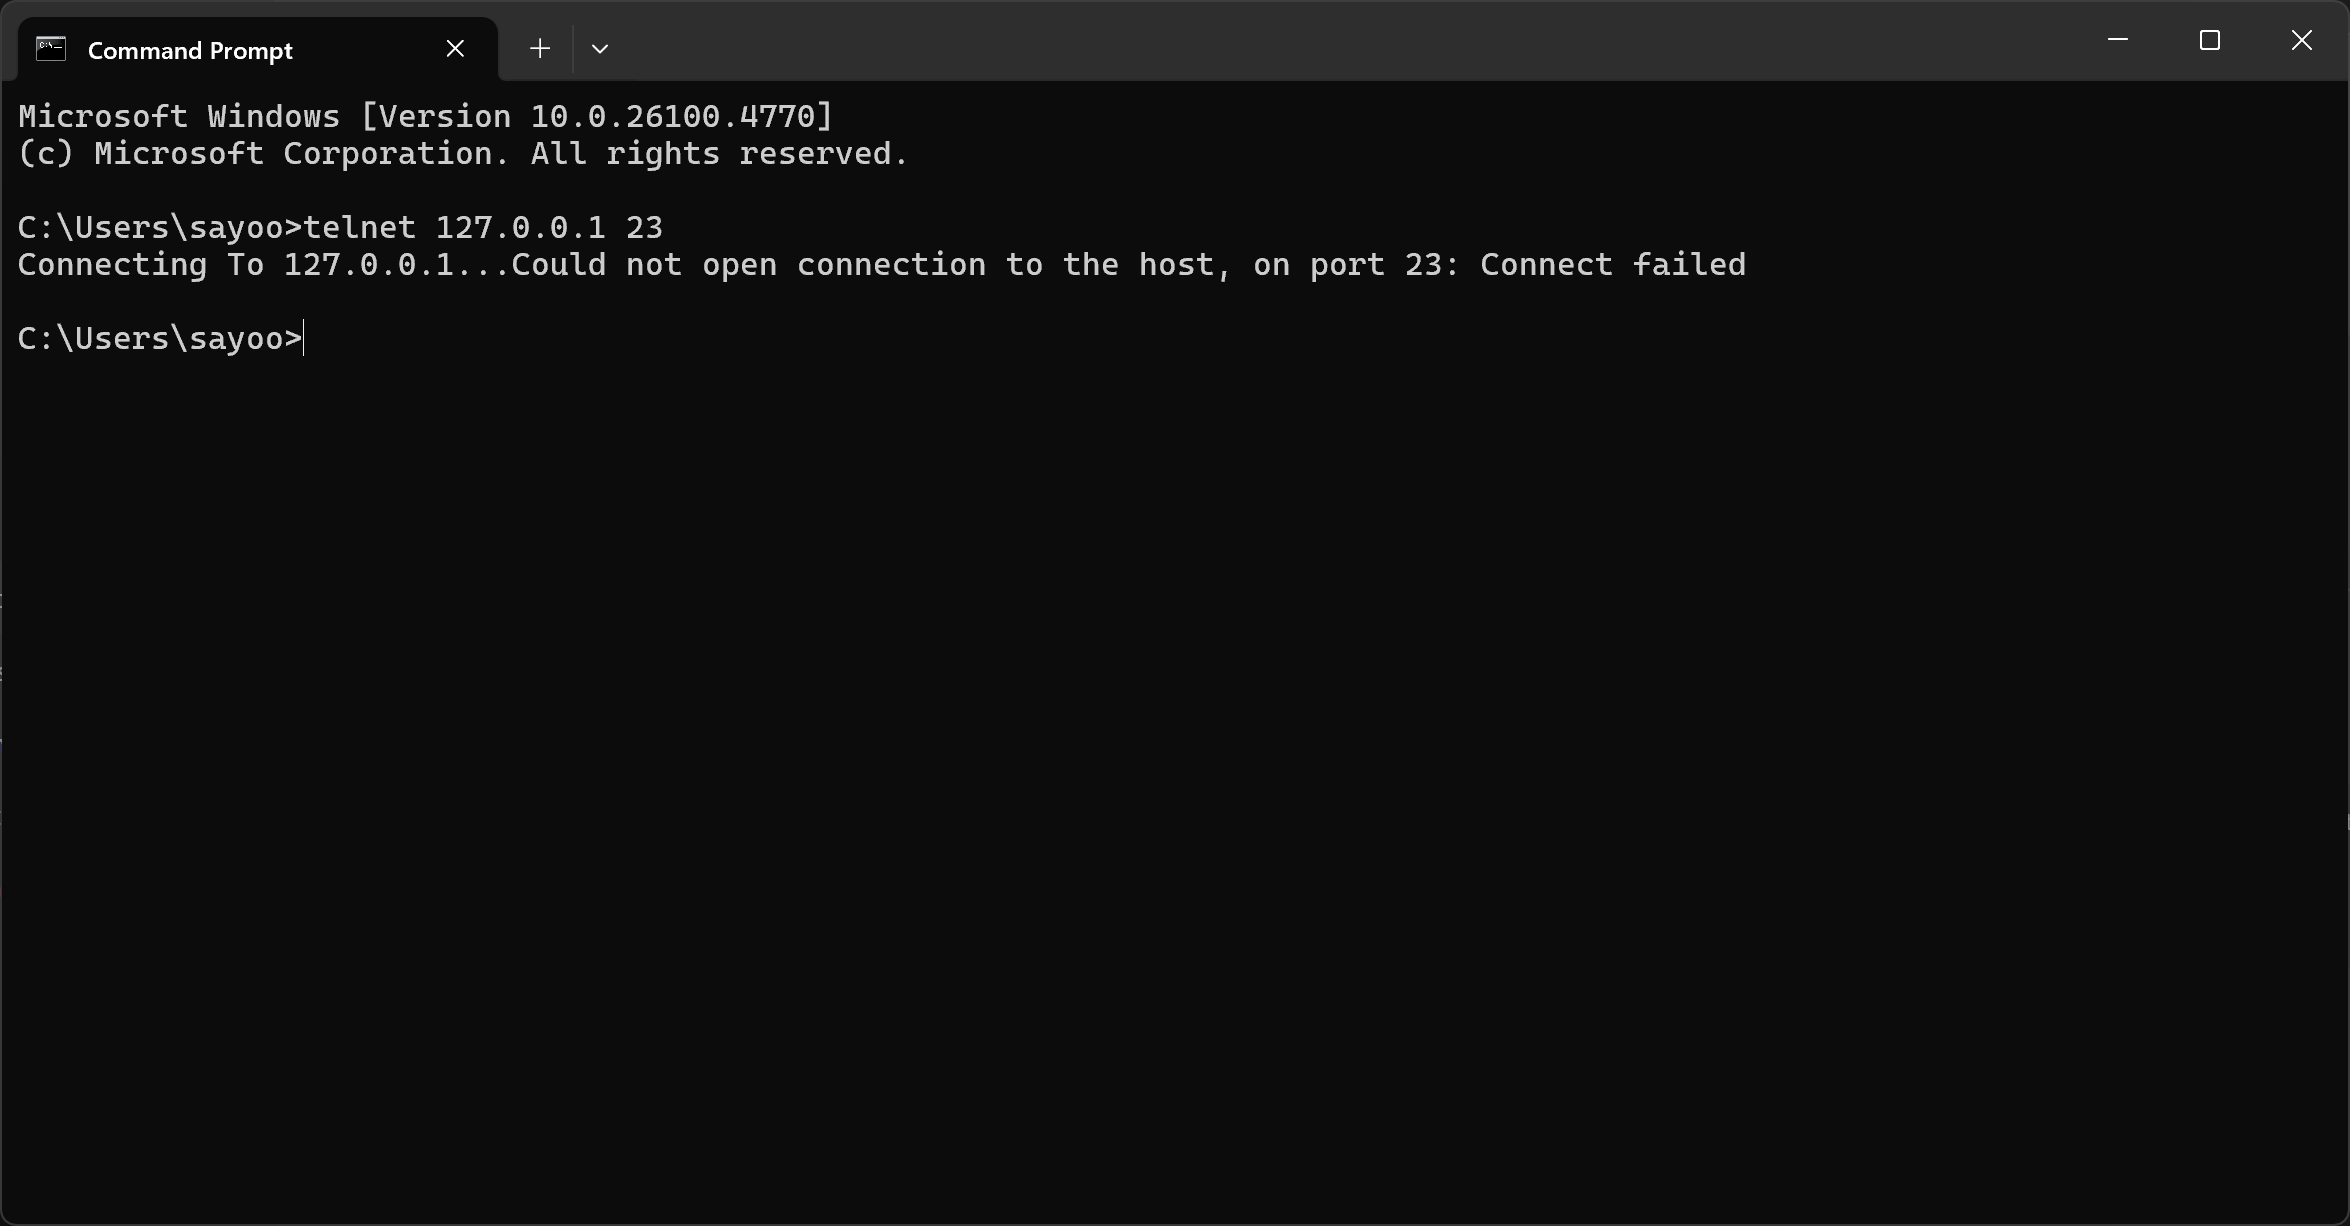 Command Prompt
Microsoft Windows [Version 10.0.26100.4770]
(c) Microsoft Corporation. All rights reserved.
C:\Users\sayoo>telnet 127.0.0.1 23
Connecting To 127.0.0.1...Could not open connection to the host, on port 23: Connect failed
C:\Users\sayoo>